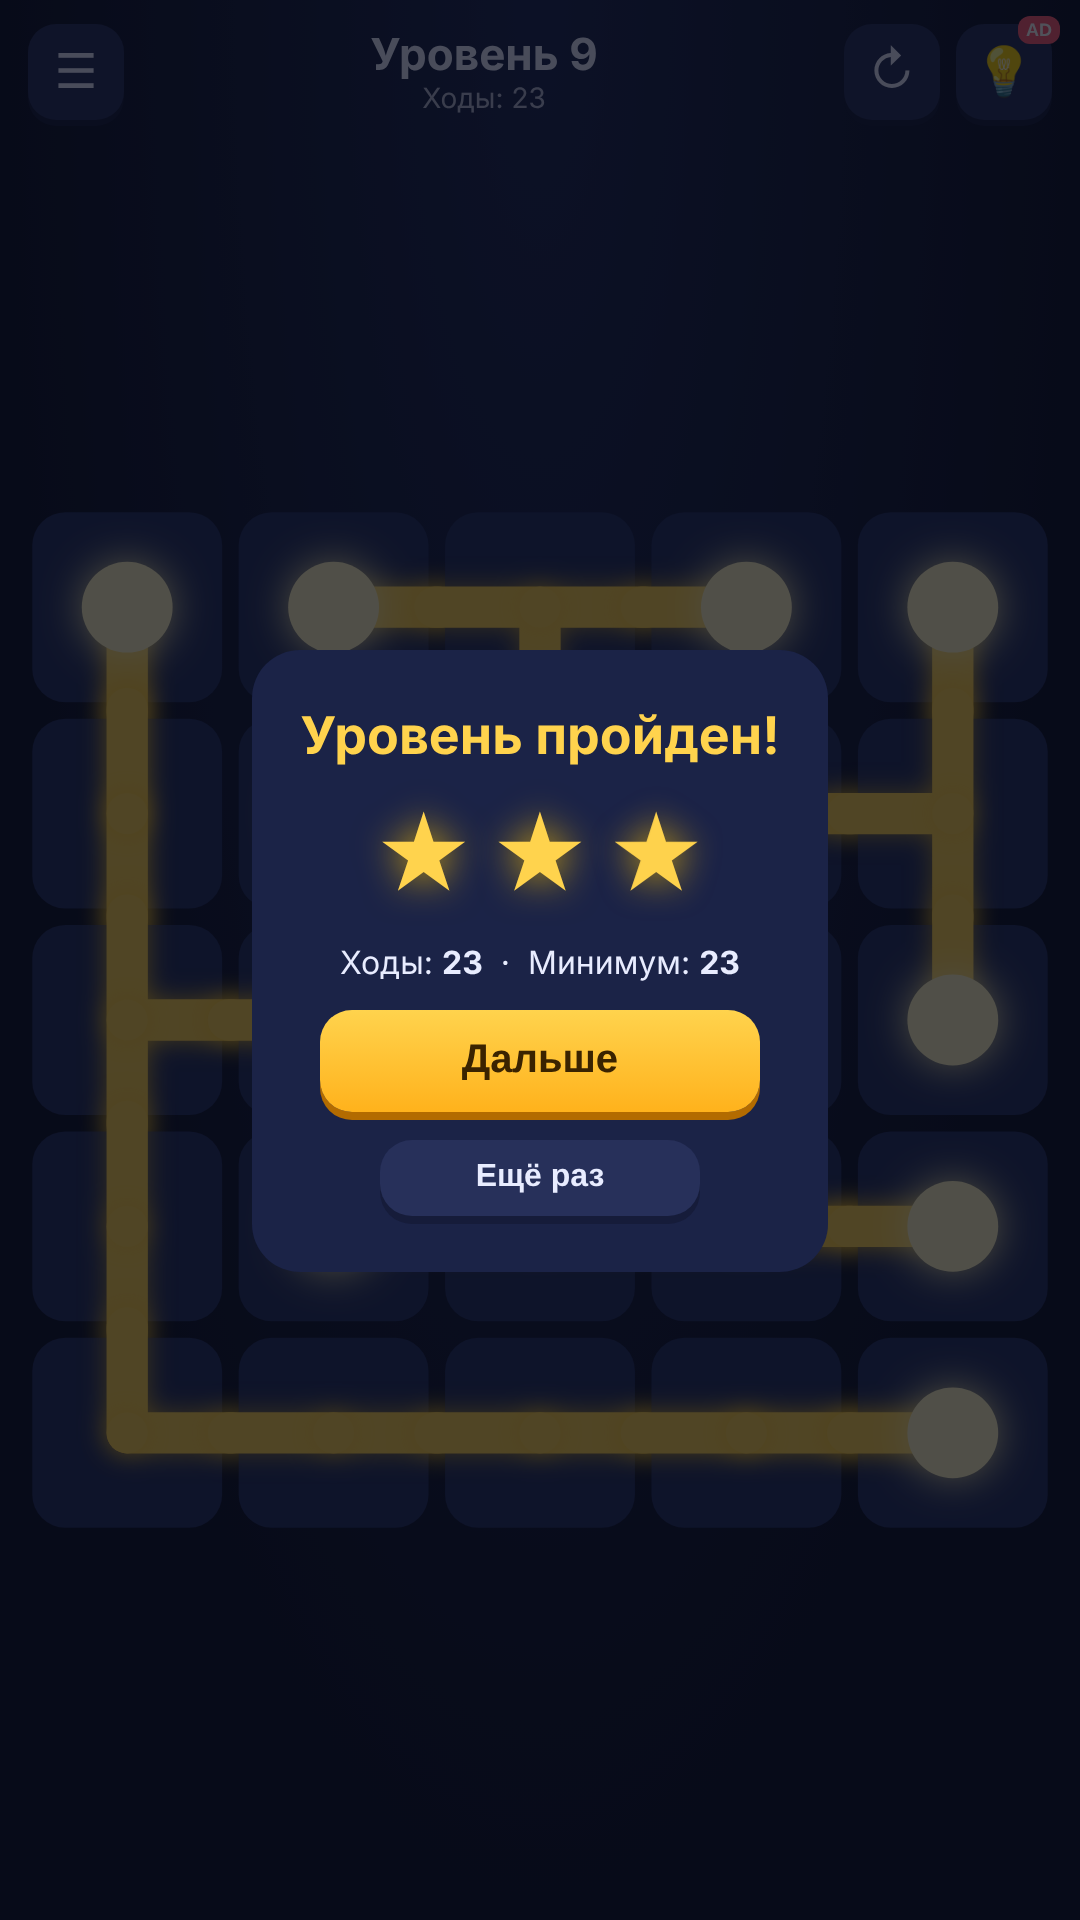 Уровень 9
Ходы: 23
AD
Уровень пройден!
Ходы: 23 · Минимум: 23
Дальше
Ещё раз